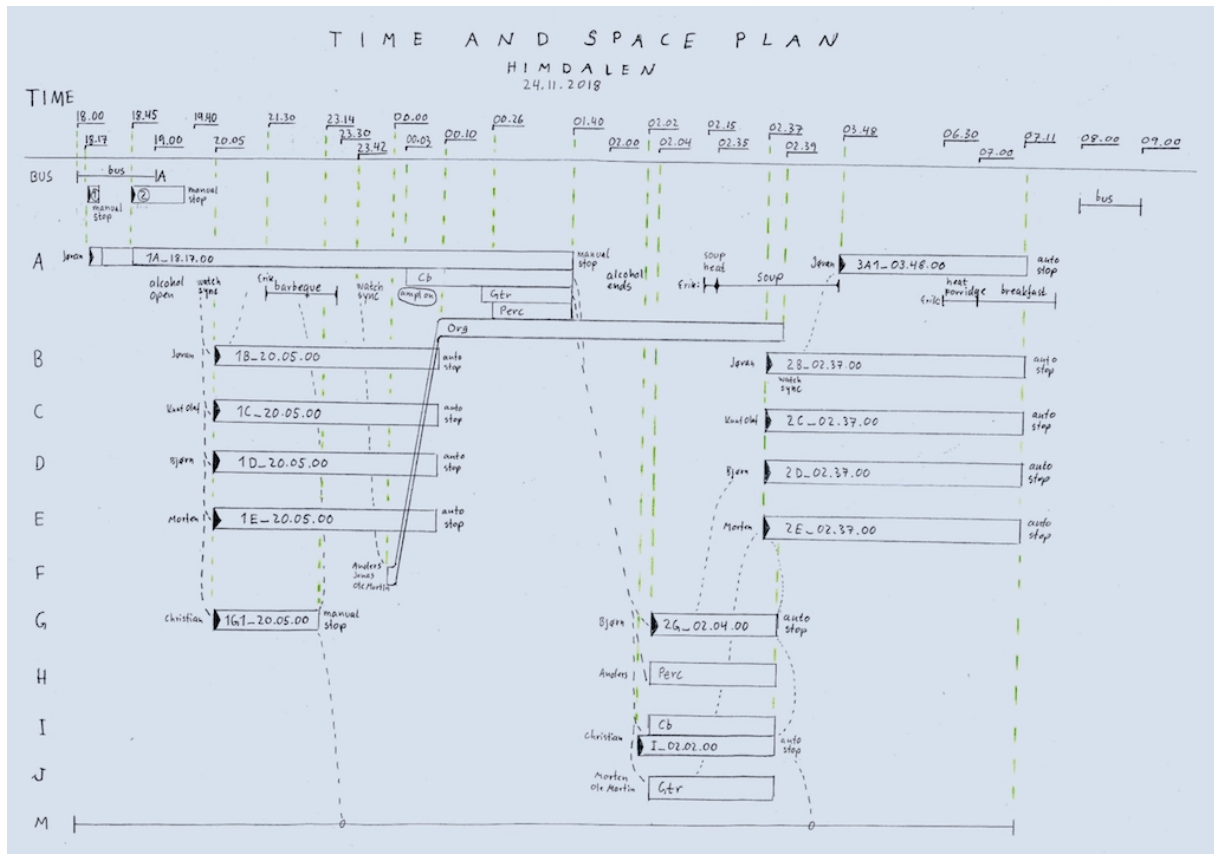 TIME AND SPACE PLAN
HIMDALEN
24.11.2018
TIME
18.00 18.45 19.40 21.30 23.14 00.00 00.26 01.40 02.02 02.15 02.37 03.48 06.30 07.11 08.00 09.00
18.17 19.00 20.05 23.30 00.03 00.10 02.00 02.04 02.35 02.39 07.00
23.42
BUS bus A
1 manual stop
2 manual stop
bus
A Jøran 1A_18.17.00 manual stop
Jøran 3A1_03.48.00 auto stop
alcohol open
watch sync
Erik barbeque
watch sync
Cb
amp on
Gtr
Perc
Org
alcohol ends
soup heat
Erik: soup
Erik heat porridge breakfast
B Jøran 1B_20.05.00 auto stop
Jøran 2B_02.37.00 auto stop
watch sync
C Knut Olaf 1C_20.05.00 auto stop
Knut Olaf 2C_02.37.00 auto stop
D Bjørn 1D_20.05.00 auto stop
Bjørn 2D_02.37.00 auto stop
E Morten 1E_20.05.00 auto stop
Morten 2E_02.37.00 auto stop
F Anders
Jonas
Ole Martin
G Christian 1G1_20.05.00 manual stop
Bjørn 2G_02.04.00 auto stop
H Anders Perc
I Cb
Christian I_02.02.00 auto stop
J Morten
Ole Martin Gtr
M 0 0